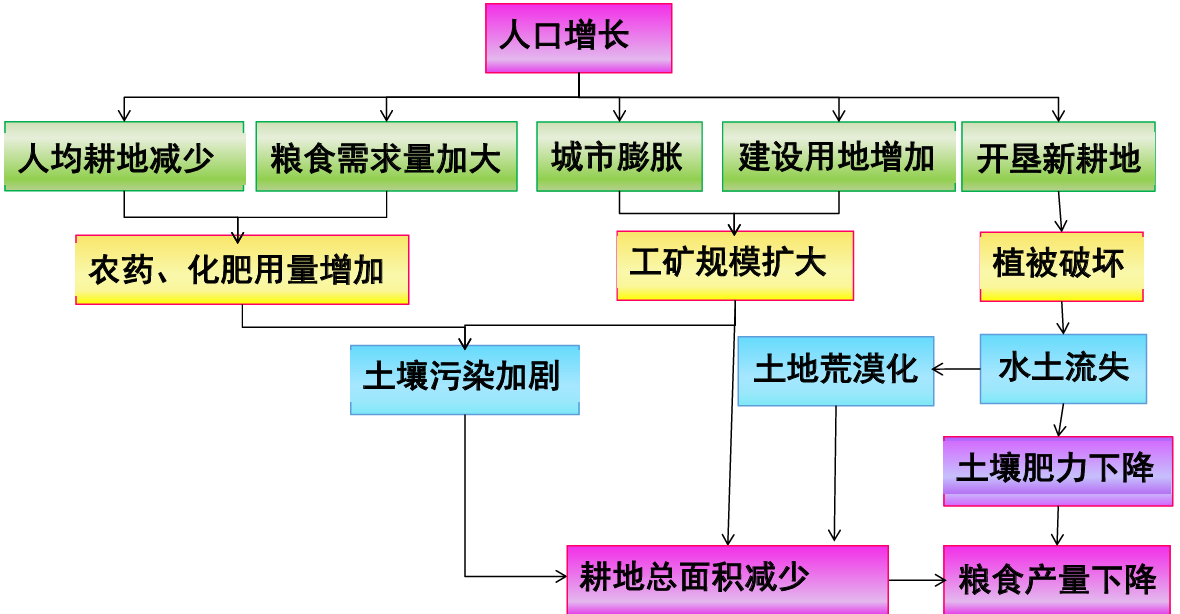 人口增长
人均耕地减少
粮食需求量加大
城市膨胀
建设用地增加
开垦新耕地
农药、化肥用量增加
工矿规模扩大
植被破坏
土壤污染加剧
土地荒漠化
水土流失
土壤肥力下降
耕地总面积减少
粮食产量下降